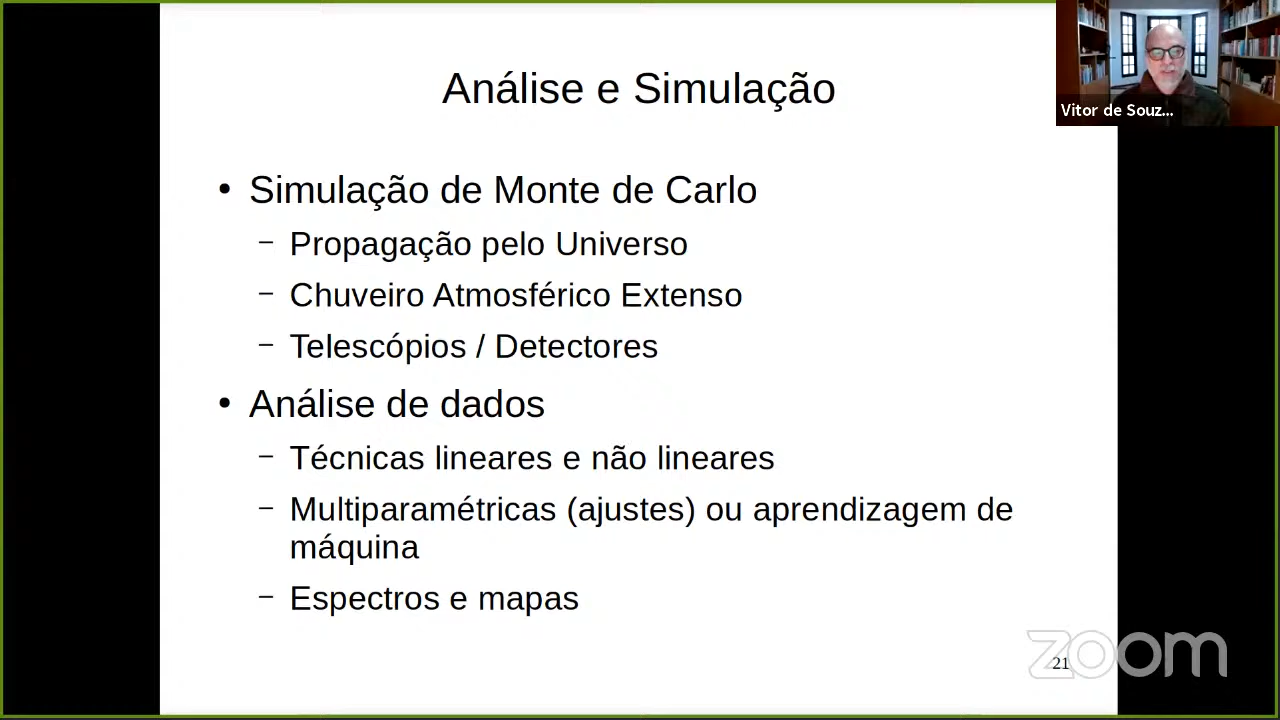 Análise e Simulação
Vitor de Souz...
• Simulação de Monte de Carlo
– Propagação pelo Universo
– Chuveiro Atmosférico Extenso
– Telescópios / Detectores
• Análise de dados
– Técnicas lineares e não lineares
– Multiparamétricas (ajustes) ou aprendizagem de
máquina
– Espectros e mapas
21
zoom